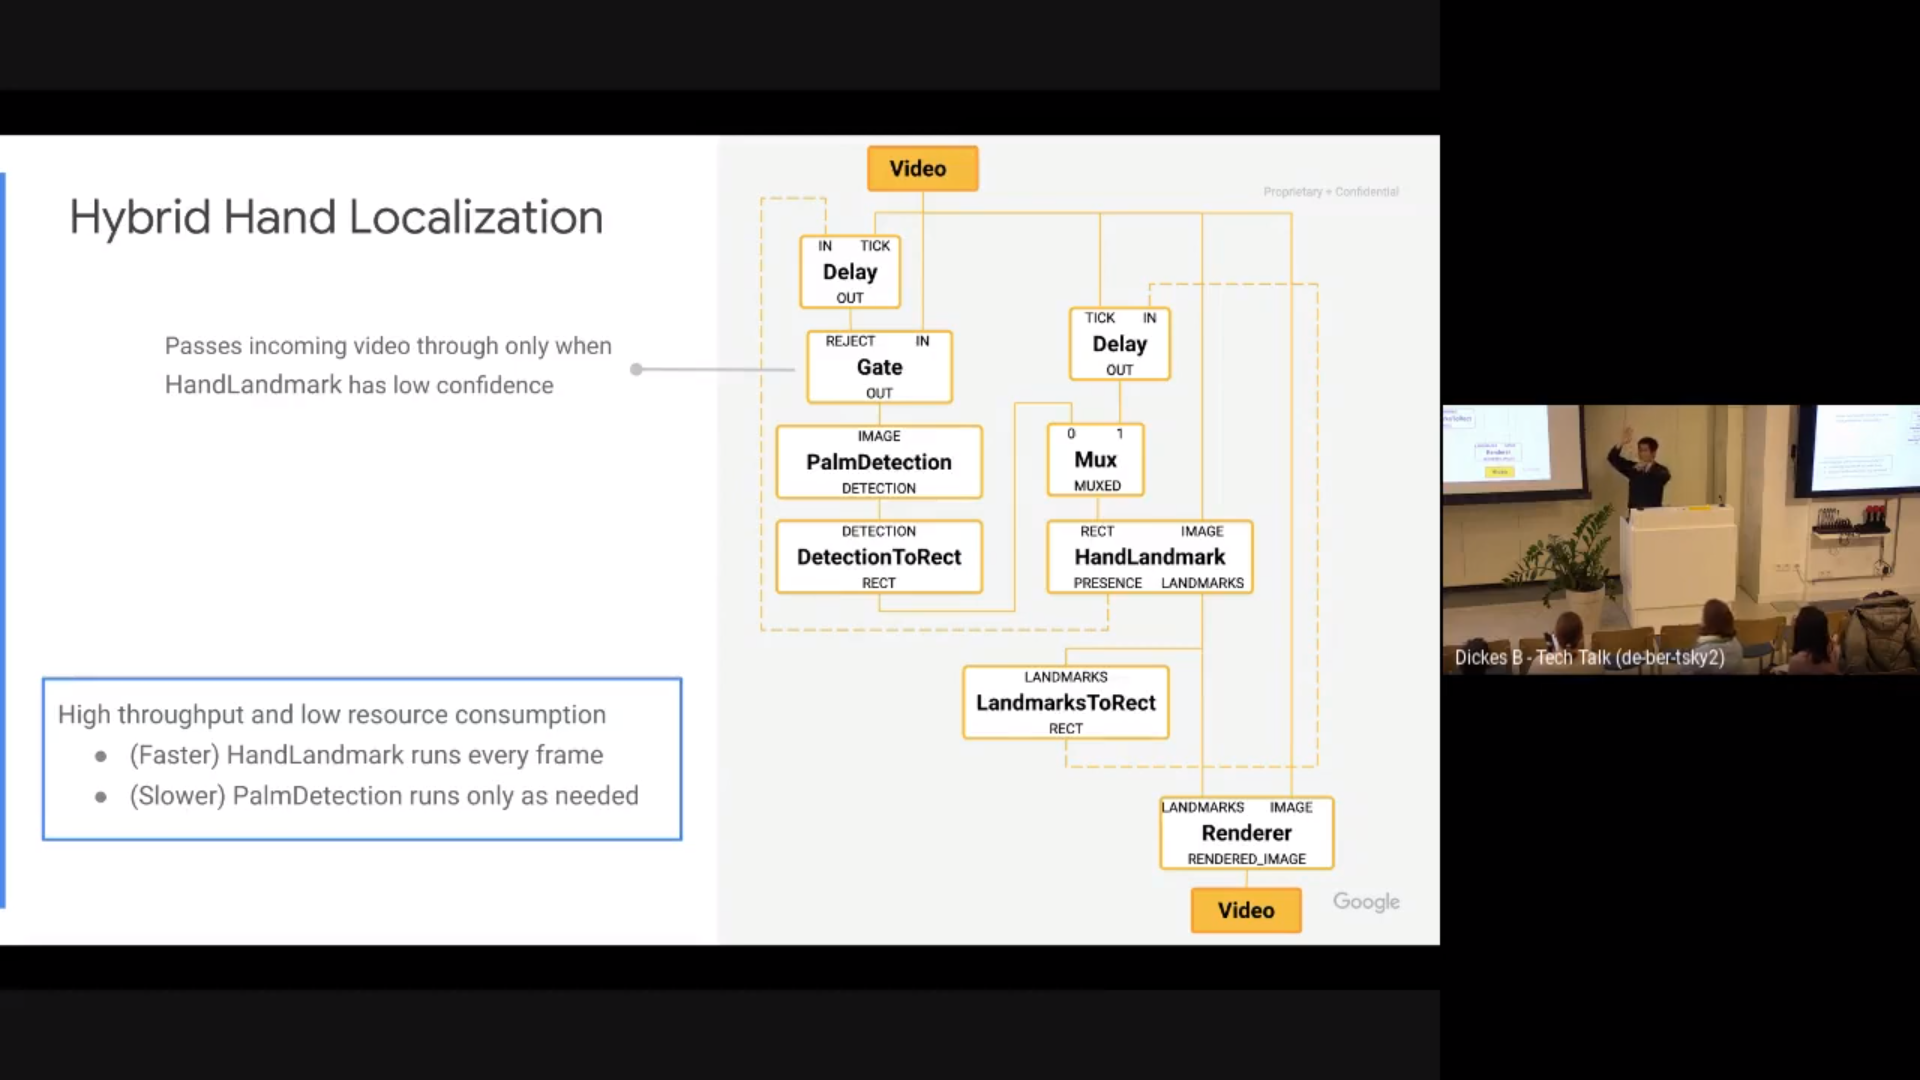 Hybrid Hand Localization
Passes incoming video through only when
HandLandmark has low confidence
High throughput and low resource consumption
● (Faster) HandLandmark runs every frame
● (Slower) PalmDetection runs only as needed
Video
Proprietary + Confidential
IN TICK
Delay
OUT
REJECT IN
Gate
OUT
IMAGE
PalmDetection
DETECTION
DETECTION
DetectionToRect
RECT
TICK IN
Delay
OUT
0 1
Mux
MUXED
RECT IMAGE
HandLandmark
PRESENCE LANDMARKS
LANDMARKS
LandmarksToRect
RECT
LANDMARKS IMAGE
Renderer
RENDERED_IMAGE
Video
Google
Dickes B - Tech Talk (de-ber-tsky2)